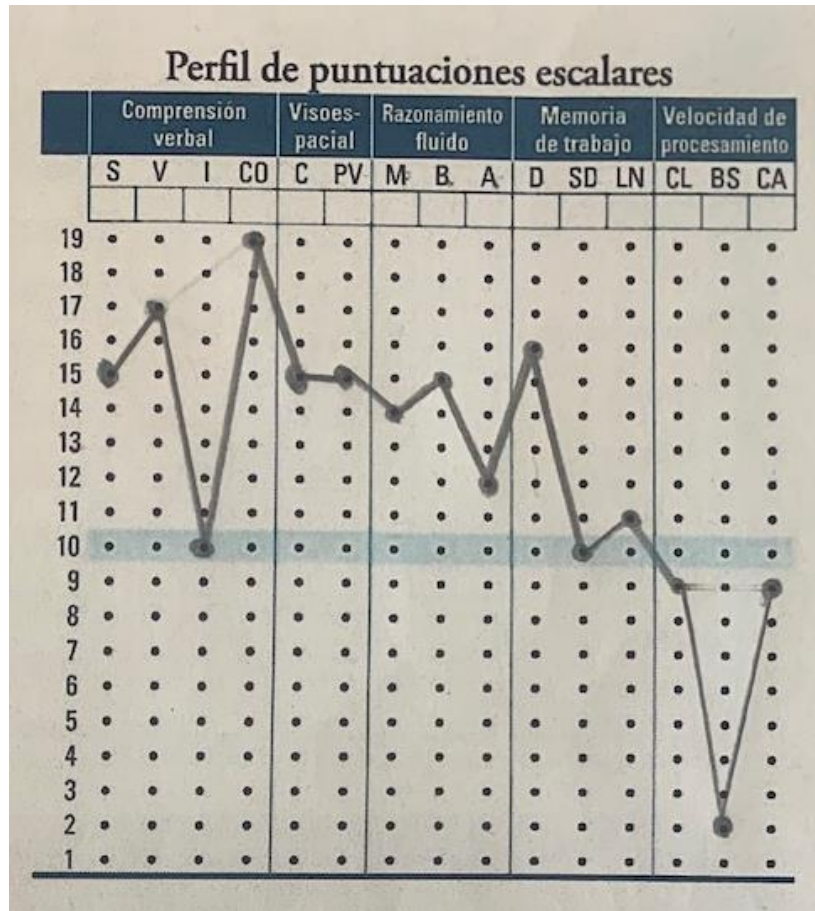 Perfil de puntuaciones escalares
Comprensión verbal
Visoes-pacial
Razonamiento fluido
Memoria de trabajo
Velocidad de procesamiento
S V I CO C PV M B A D SD LN CL BS CA
19
18
17
16
15
14
13
12
11
10
9
8
7
6
5
4
3
2
1